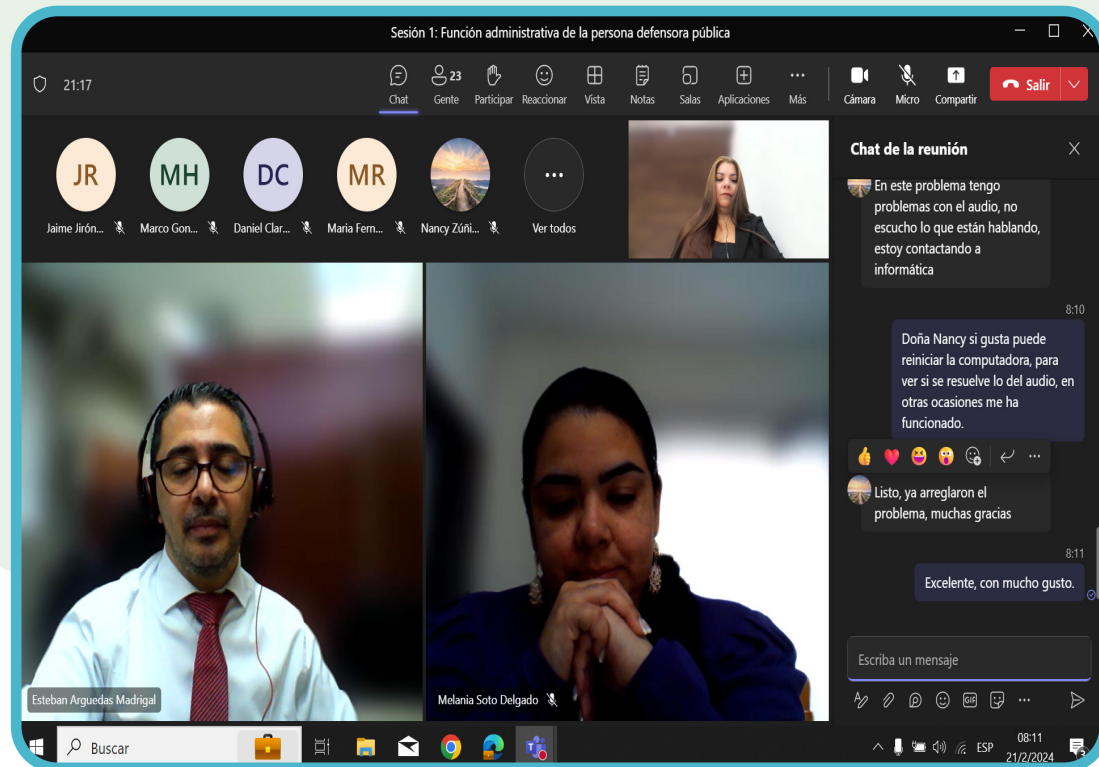 Sesión 1: Función administrativa de la persona defensora pública
21:17
Chat
23
Gente
Participar
Reaccionar
Vista
Notas
Salas
Aplicaciones
Más
Cámara
Micro
Compartir
Salir
JR
MH
DC
MR
Jaime Jirón...
Marco Gon...
Daniel Clar...
Maria Fern...
Nancy Zúñi...
Ver todos
Esteban Arguedas Madrigal
Melania Soto Delgado
Chat de la reunión
En este problema tengo
problemas con el audio, no
escucho lo que están hablando,
estoy contactando a
informática
8:10
Doña Nancy si gusta puede
reiniciar la computadora, para
ver si se resuelve lo del audio, en
otras ocasiones me ha
funcionado.
Listo, ya arreglaron el
problema, muchas gracias
8:11
Excelente, con mucho gusto.
Escriba un mensaje
GIF
Buscar
ESP
08:11
21/2/2024
3